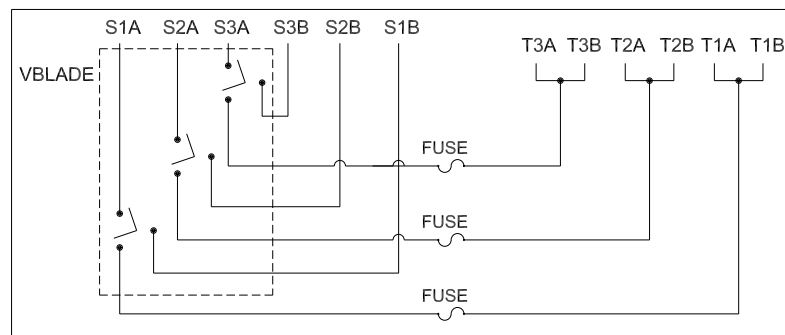 S1A S2A S3A S3B S2B S1B
T3A T3B T2A T2B T1A T1B
VBLADE
FUSE
FUSE
FUSE